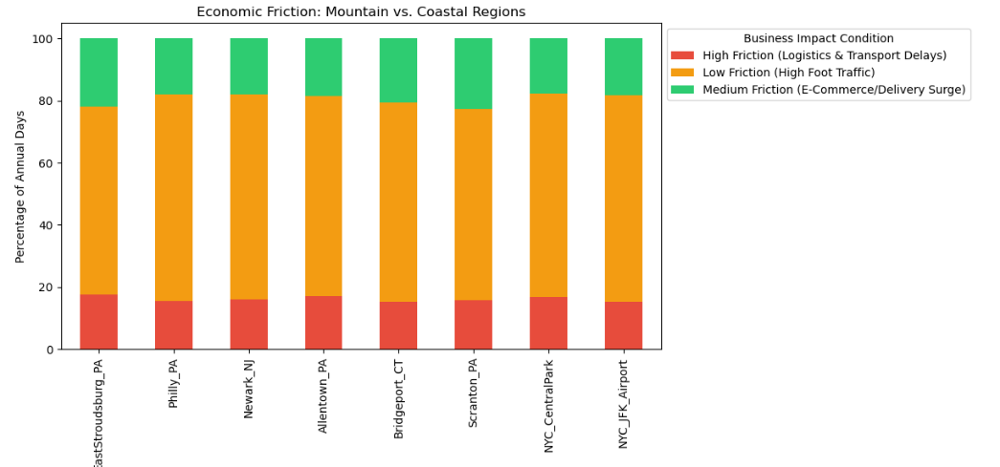 Economic Friction: Mountain vs. Coastal Regions
Business Impact Condition
High Friction (Logistics & Transport Delays)
Low Friction (High Foot Traffic)
Medium Friction (E-Commerce/Delivery Surge)
Percentage of Annual Days
100
80
60
40
20
0
EastStroudsburg_PA
Philly_PA
Newark_NJ
Allentown_PA
Bridgeport_CT
Scranton_PA
NYC_CentralPark
NYC_JFK_Airport